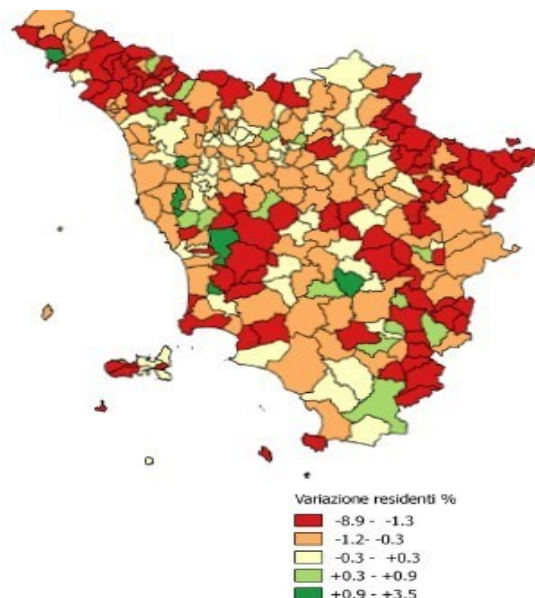 Variazione residenti %
-8.9 - -1.3
-1.2- -0.3
-0.3 - +0.3
+0.3 - +0.9
+0.9 - +3.5